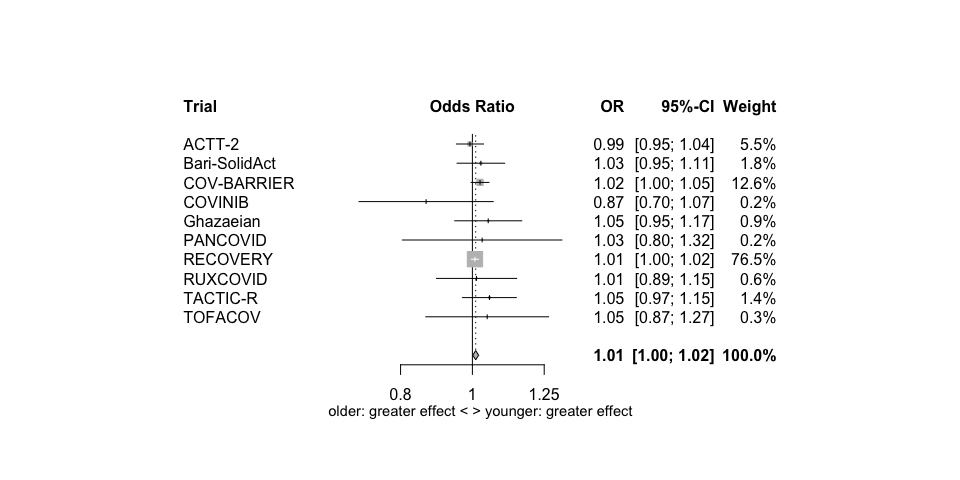 Trial Odds Ratio OR 95%-CI Weight
ACTT-2 0.99 [0.95; 1.04] 5.5%
Bari-SolidAct 1.03 [0.95; 1.11] 1.8%
COV-BARRIER 1.02 [1.00; 1.05] 12.6%
COVINIB 0.87 [0.70; 1.07] 0.2%
Ghazaeian 1.05 [0.95; 1.17] 0.9%
PANCOVID 1.03 [0.80; 1.32] 0.2%
RECOVERY 1.01 [1.00; 1.02] 76.5%
RUXCOVID 1.01 [0.89; 1.15] 0.6%
TACTIC-R 1.05 [0.97; 1.15] 1.4%
TOFACOV 1.05 [0.87; 1.27] 0.3%
1.01 [1.00; 1.02] 100.0%
0.8 1 1.25
older: greater effect < > younger: greater effect